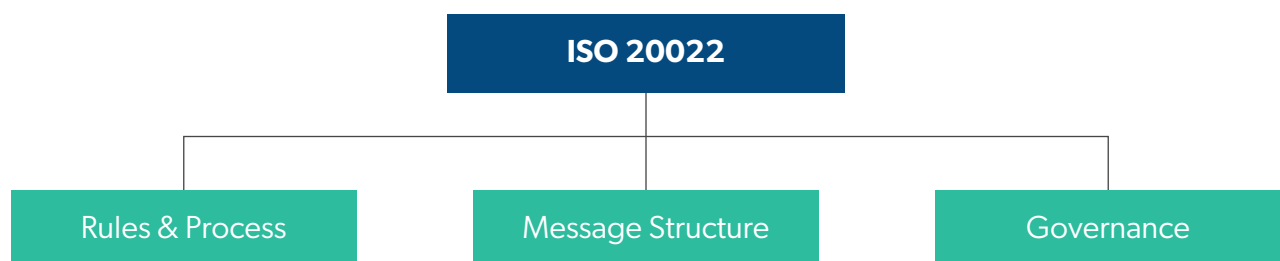 ISO 20022
Rules & Process
Message Structure
Governance